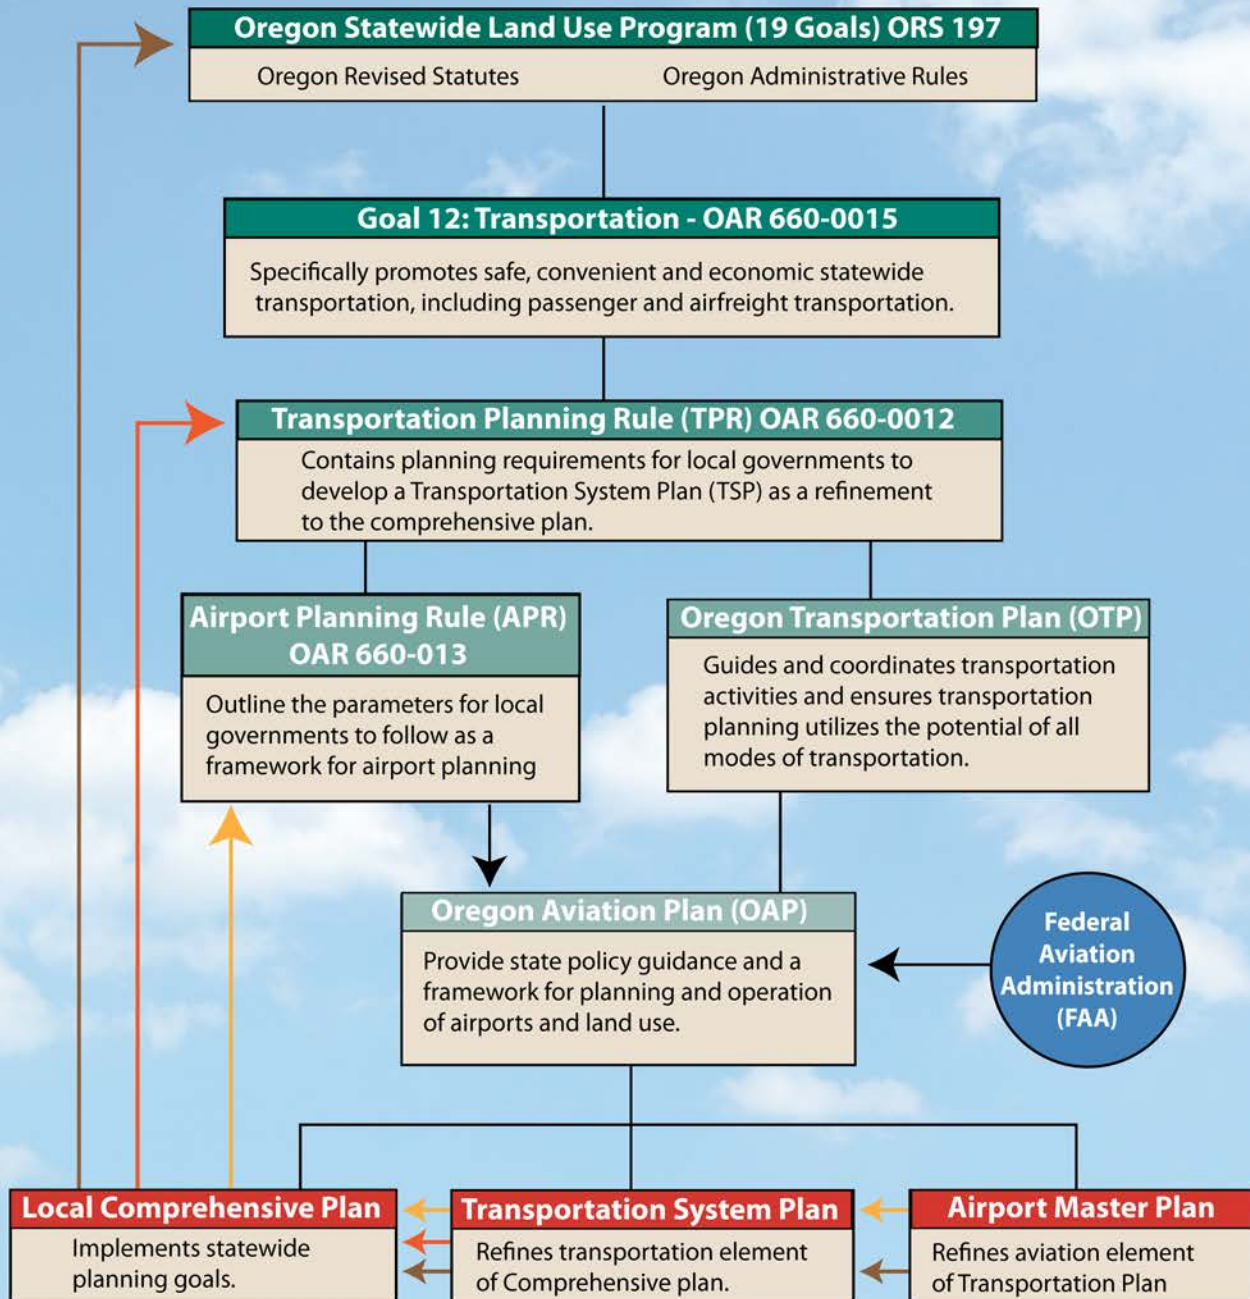 Oregon Statewide Land Use Program (19 Goals) ORS 197
Oregon Revised Statutes
Oregon Administrative Rules
Goal 12: Transportation - OAR 660-0015
Specifically promotes safe, convenient and economic statewide
transportation, including passenger and airfreight transportation.
Transportation Planning Rule (TPR) OAR 660-0012
Contains planning requirements for local governments to
develop a Transportation System Plan (TSP) as a refinement
to the comprehensive plan.
Airport Planning Rule (APR)
OAR 660-013
Outline the parameters for local
governments to follow as a
framework for airport planning
Oregon Transportation Plan (OTP)
Guides and coordinates transportation
activities and ensures transportation
planning utilizes the potential of all
modes of transportation.
Oregon Aviation Plan (OAP)
Provide state policy guidance and a
framework for planning and operation
of airports and land use.
Federal
Aviation
Administration
(FAA)
Local Comprehensive Plan
Implements statewide
planning goals.
Transportation System Plan
Refines transportation element
of Comprehensive plan.
Airport Master Plan
Refines aviation element
of Transportation Plan